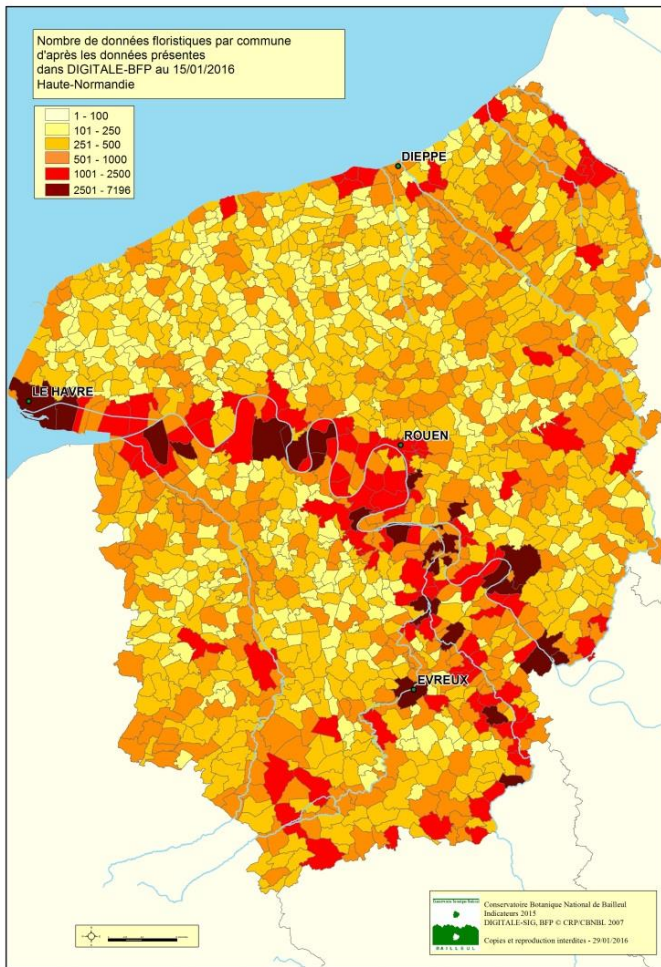 Nombre de données floristiques par commune
d'après les données présentes
dans DIGITALE-BFP au 15/01/2016
Haute-Normandie
1 - 100
101 - 250
251 - 500
501 - 1000
1001 - 2500
2501 - 7196
DIEPPE
LE HAVRE
ROUEN
EVREUX
Conservatoire Botanique National de Bailleul
Indicateurs 2015
DIGITALE-SIG, BFP © CRP/CBNBL 2007
Copies et reproduction interdites - 29/01/2016
BAILLEUL